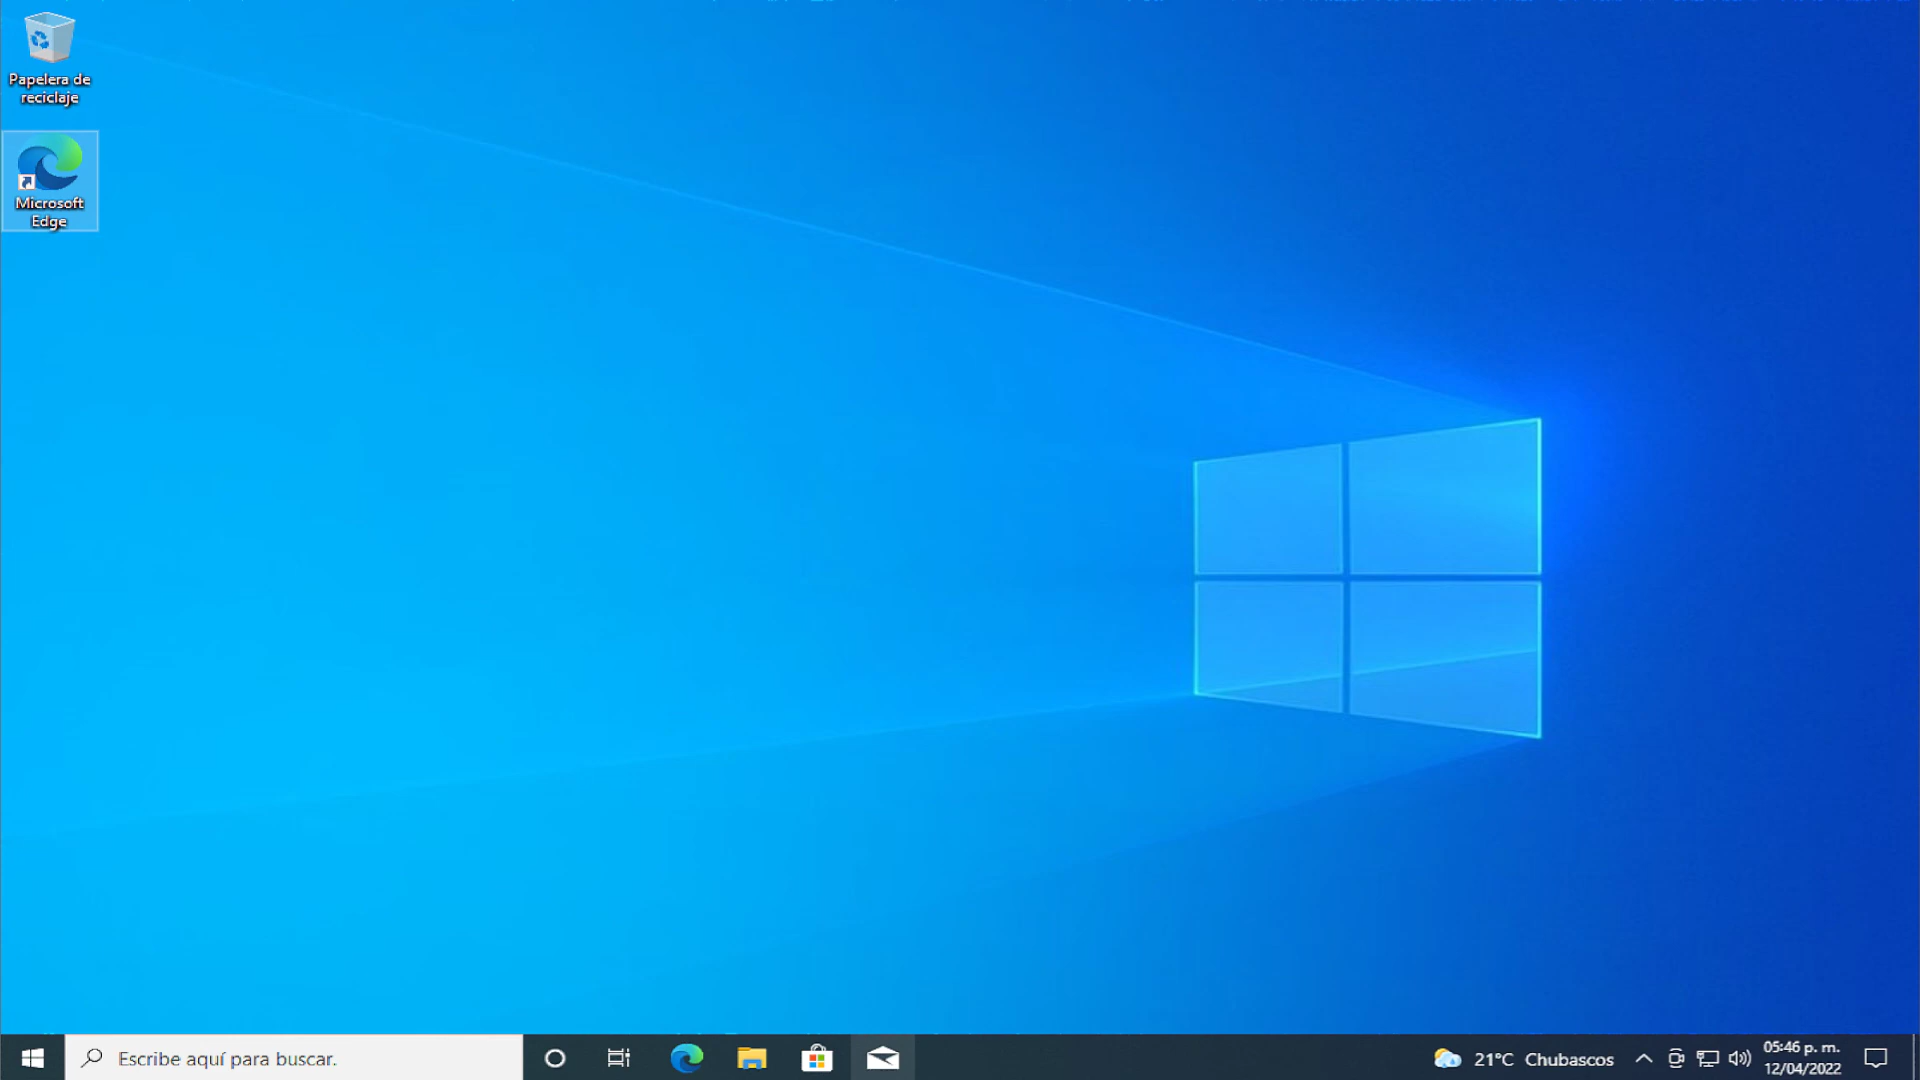 Papelera de
reciclaje
Microsoft
Edge
Escribe aquí para buscar.
21°C Chubascos
05:46 p. m.
12/04/2022